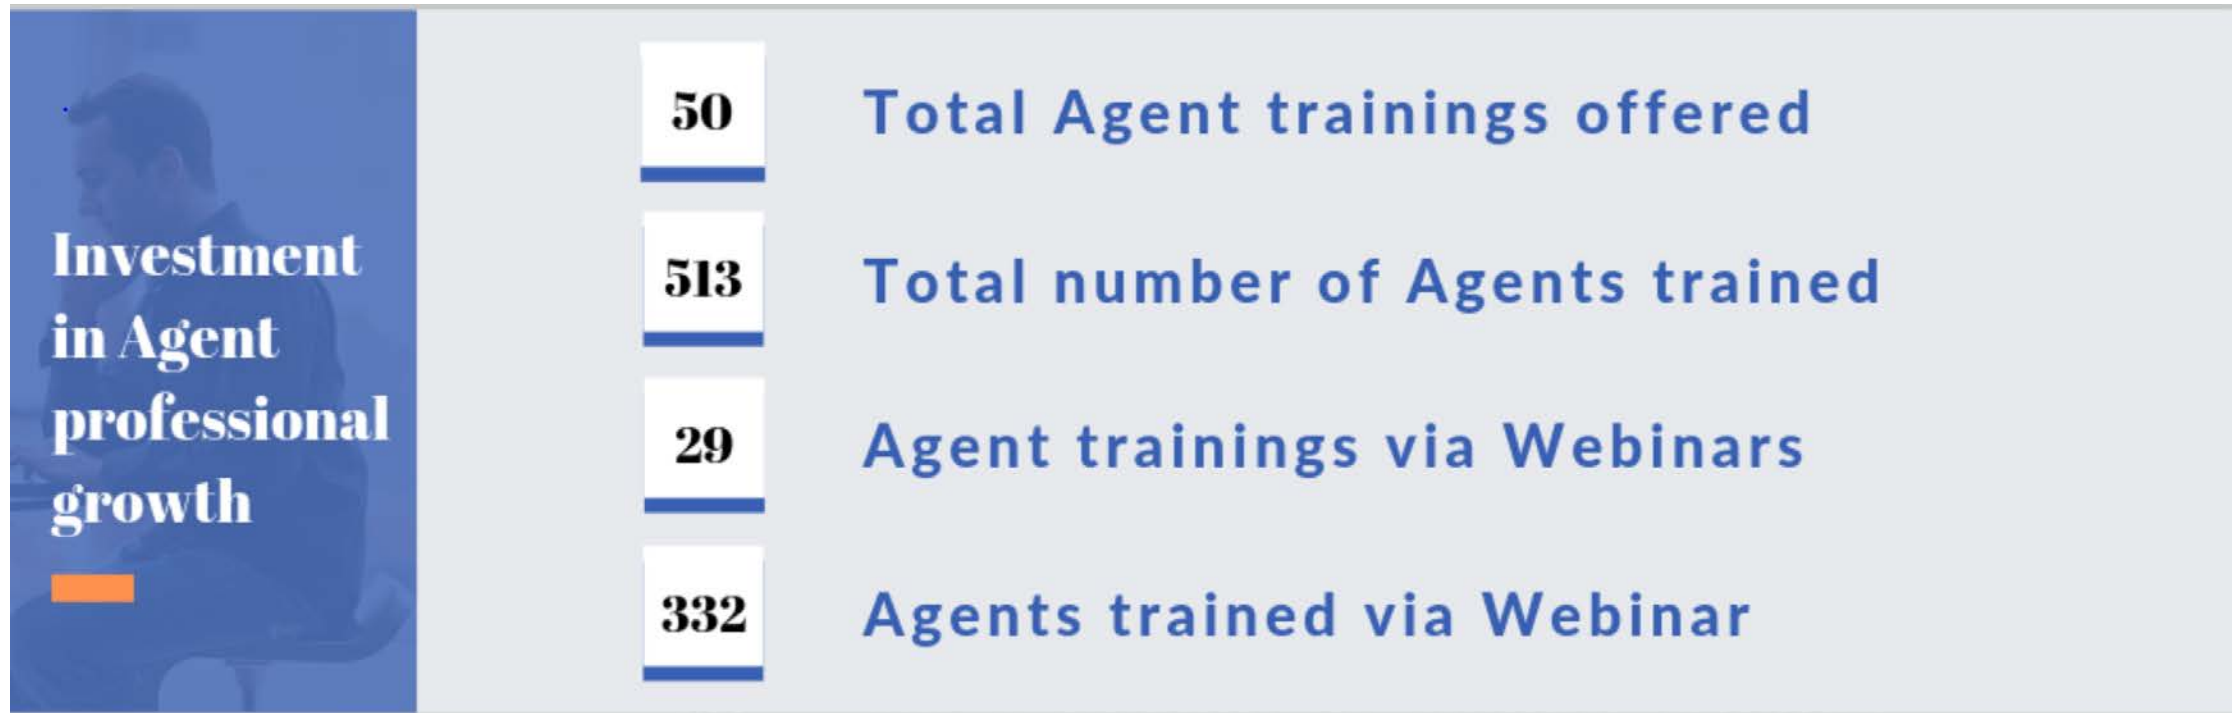 Investment
in Agent
professional
growth
50 Total Agent trainings offered
513 Total number of Agents trained
29 Agent trainings via Webinars
332 Agents trained via Webinar